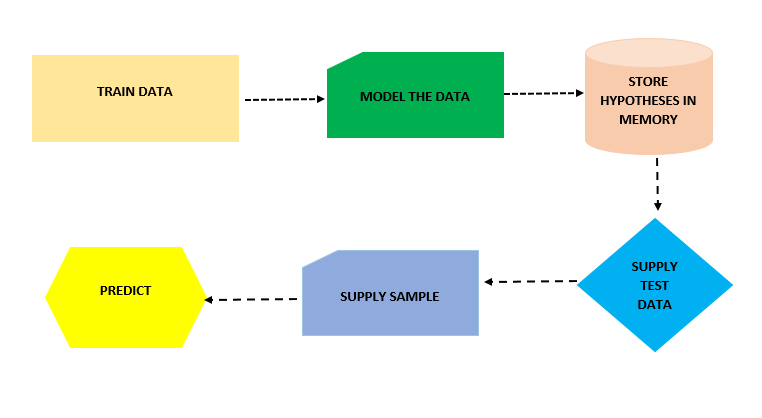 TRAIN DATA
MODEL THE DATA
STORE
HYPOTHESES IN
MEMORY
SUPPLY
TEST
DATA
SUPPLY SAMPLE
PREDICT